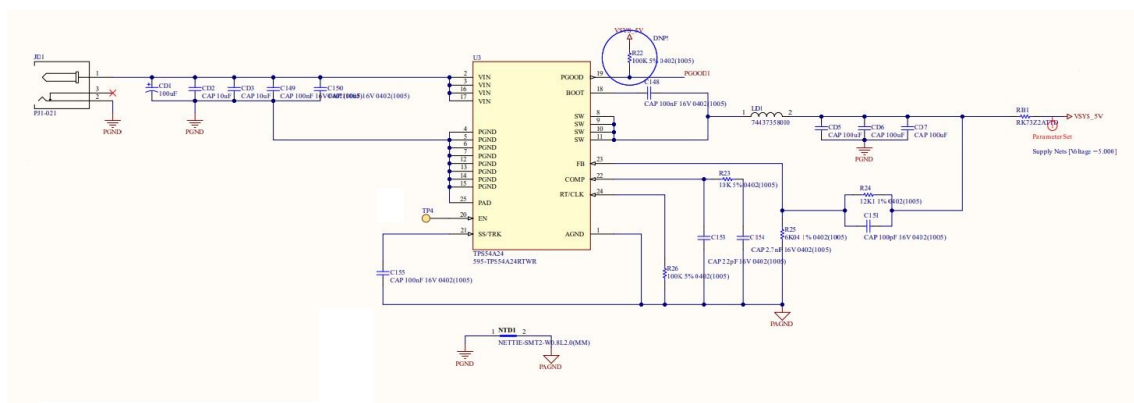 JD1
1
3
2
PJ1-021
PGND
CD1
100uF
CD2
CAP 10uF
CD3
CAP 10uF
C149
C150
CAP 100nF 16V 0402(1005)
PGND
U3
2 VIN
3 VIN
16 VIN
17 VIN
4 PGND
5 PGND
6 PGND
7 PGND
12 PGND
13 PGND
14 PGND
15 PGND
25 PAD
20 EN
21 SS/TRK
PGOOD 19
BOOT 18
SW 8
SW 9
SW 10
SW 11
FB 23
COMP 22
RT/CLK 24
AGND 1
TPS54A24
595-TPS54A24RTWR
TP4
C155
CAP 100nF 16V 0402(1005)
VSYS_5V
DNP!
R22
100K 5% 0402(1005)
PGOOD1
C148
CAP 100nF 16V 0402(1005)
1 LD1 2
74437358010
CD5
CAP 100uF
CD6
CAP 100uF
CD7
CAP 100uF
PGND
RB1
VSYS_5V
Parameter Set
Supply Nets [Voltage = 5.000]
R23
5% 0402(1005)
R24
12K1 1% 0402(1005)
C151
CAP 100pF 16V 0402(1005)
R25
6K04 1% 0402(1005)
C153
CAP 22pF 16V 0402(1005)
C154
CAP 2.7nF 16V 0402(1005)
R26
100K 5% 0402(1005)
PAGND
1 NTD1 2
NETTIE-SMT2-W0.8L2.0(MM)
PGND
PAGND